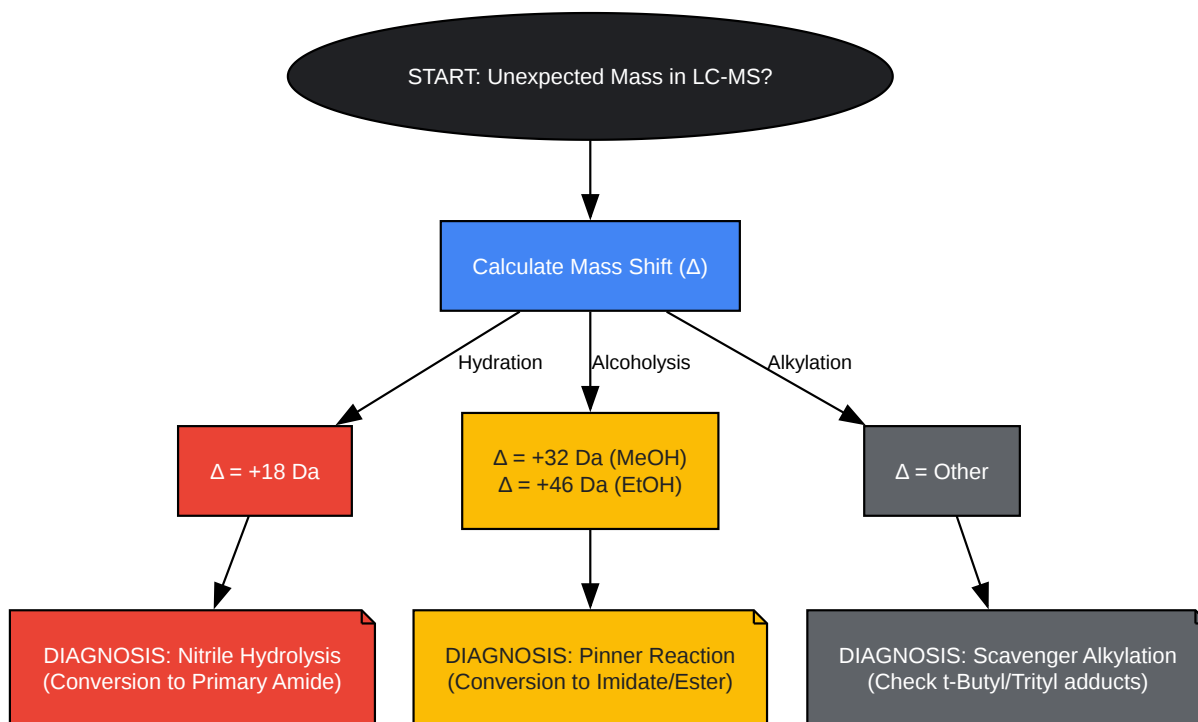 START: Unexpected Mass in LC-MS?
Calculate Mass Shift (Δ)
Hydration
Alcoholysis
Alkylation
Δ = +18 Da
Δ = +32 Da (MeOH)
Δ = +46 Da (EtOH)
Δ = Other
DIAGNOSIS: Nitrile Hydrolysis
(Conversion to Primary Amide)
DIAGNOSIS: Pinner Reaction
(Conversion to Imidate/Ester)
DIAGNOSIS: Scavenger Alkylation
(Check t-Butyl/Trityl adducts)